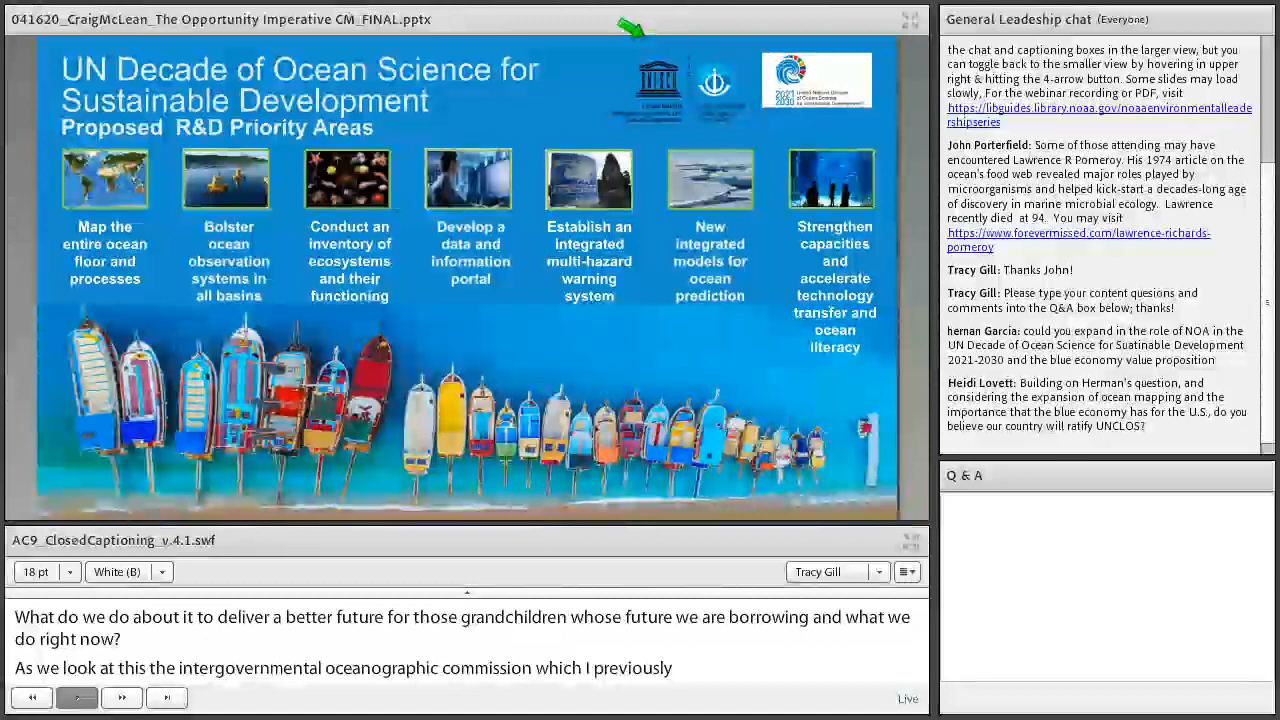 041620_CraigMcLean_The Opportunity Imperative CM_FINAL.pptx
UN Decade of Ocean Science for
Sustainable Development
Proposed R&D Priority Areas
2021
2030
Map the
entire ocean
floor and
processes
Bolster
ocean
observation
systems in
all basins
Conduct an
inventory of
ecosystems
and their
functioning
Develop a
data and
information
portal
Establish an
integrated
multi-hazard
warning
system
New
integrated
models for
ocean
prediction
Strengthen
capacities
and
accelerate
technology
transfer and
ocean
literacy
AC9_ClosedCaptioning_v.4.1.swf
18 pt
White (B)
Tracy Gill
What do we do about it to deliver a better future for those grandchildren whose future we are borrowing and what we
do right now?
As we look at this the intergovernmental oceanographic commission which I previously
Live
General Leadership chat (Everyone)
the chat and captioning boxes in the larger view, but you
can toggle back to the smaller view by hovering in upper
right & hitting the 4-arrow button. Some slides may load
slowly, For the webinar recording or PDF, visit
https://libguides.library.noaa.gov/noaaenvironmentalleade
rshipseries
John Porterfield: Some of those attending may have
encountered Lawrence R Pomeroy. His 1974 article on the
ocean's food web revealed major roles played by
microorganisms and helped kick-start a decades-long age
of discovery in marine microbial ecology. Lawrence
recently died at 94. You may visit
https://www.forevermissed.com/lawrence-richards-
pomeroy
Tracy Gill: Thanks John!
Tracy Gill: Please type your content questions and
comments into the Q&A box below; thanks!
hernan Garcia: could you expand in the role of NOA in the
UN Decade of Ocean Science for Suatinable Development
2021-2030 and the blue economy value proposition
Heidi Lovett: Building on Herman's question, and
considering the expansion of ocean mapping and the
importance that the blue economy has for the U.S., do you
believe our country will ratify UNCLOS?
Q & A